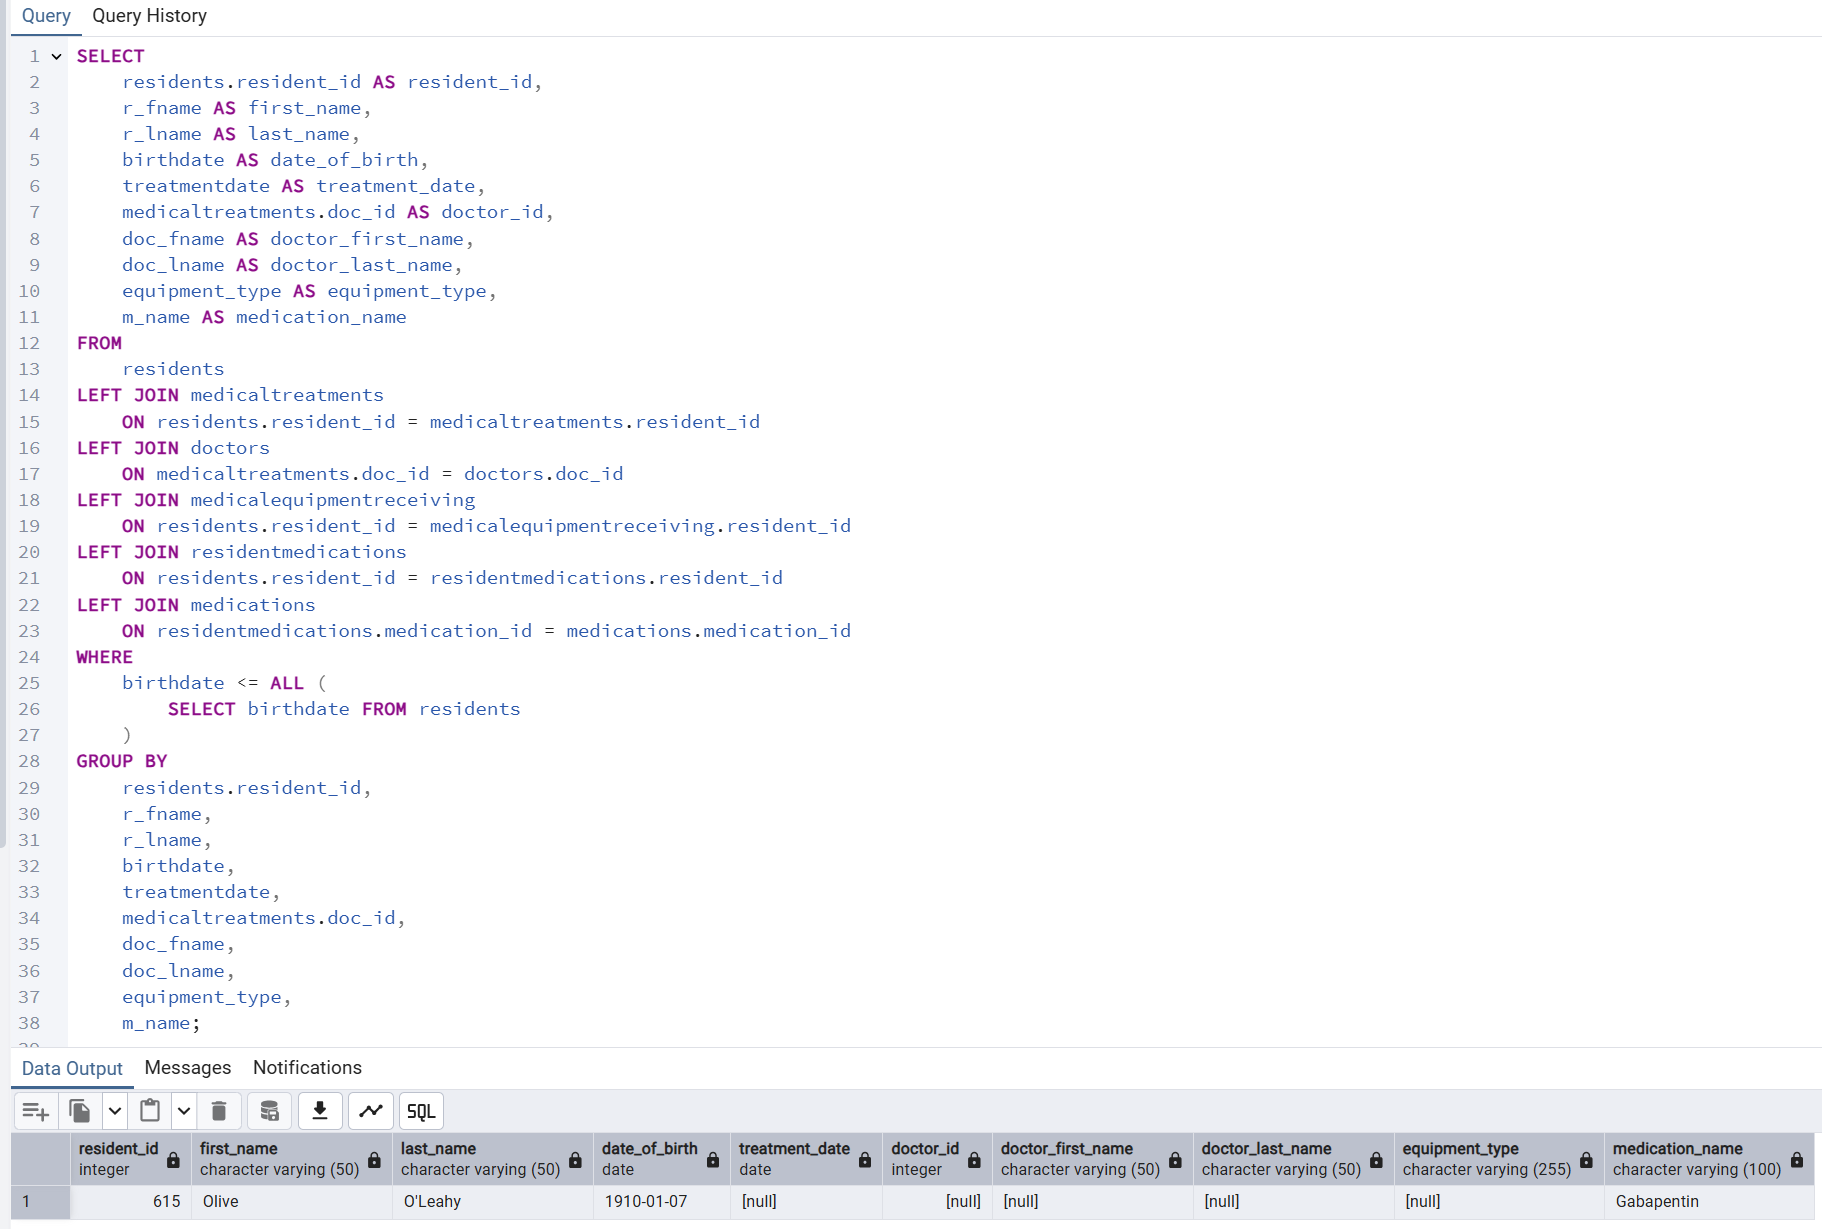 Query Query History
1 SELECT
2 residents.resident_id AS resident_id,
3 r_fname AS first_name,
4 r_lname AS last_name,
5 birthdate AS date_of_birth,
6 treatmentdate AS treatment_date,
7 medicaltreatments.doc_id AS doctor_id,
8 doc_fname AS doctor_first_name,
9 doc_lname AS doctor_last_name,
10 equipment_type AS equipment_type,
11 m_name AS medication_name
12 FROM
13 residents
14 LEFT JOIN medicaltreatments
15 ON residents.resident_id = medicaltreatments.resident_id
16 LEFT JOIN doctors
17 ON medicaltreatments.doc_id = doctors.doc_id
18 LEFT JOIN medicalequipmentreceiving
19 ON residents.resident_id = medicalequipmentreceiving.resident_id
20 LEFT JOIN residentmedications
21 ON residents.resident_id = residentmedications.resident_id
22 LEFT JOIN medications
23 ON residentmedications.medication_id = medications.medication_id
24 WHERE
25 birthdate <= ALL (
26 SELECT birthdate FROM residents
27 )
28 GROUP BY
29 residents.resident_id,
30 r_fname,
31 r_lname,
32 birthdate,
33 treatmentdate,
34 medicaltreatments.doc_id,
35 doc_fname,
36 doc_lname,
37 equipment_type,
38 m_name;
Data Output Messages Notifications
SQL
resident_id first_name last_name date_of_birth treatment_date doctor_id doctor_first_name doctor_last_name equipment_type medication_name
integer character varying (50) character varying (50) date date integer character varying (50) character varying (50) character varying (255) character varying (100)
1 615 Olive O'Leahy 1910-01-07 [null] [null] [null] [null] [null] Gabapentin